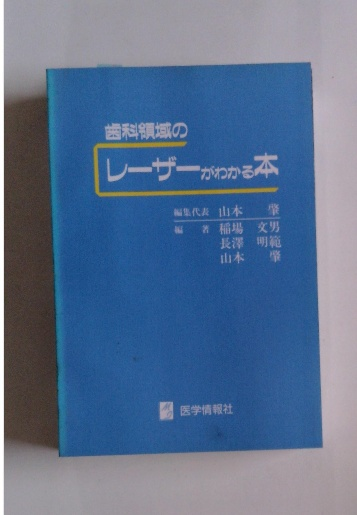 歯科領域の
レーザーがわかる本
編集代表 山本 肇
編 著 稲場 文男
長澤 明範
山本 肇
医学情報社